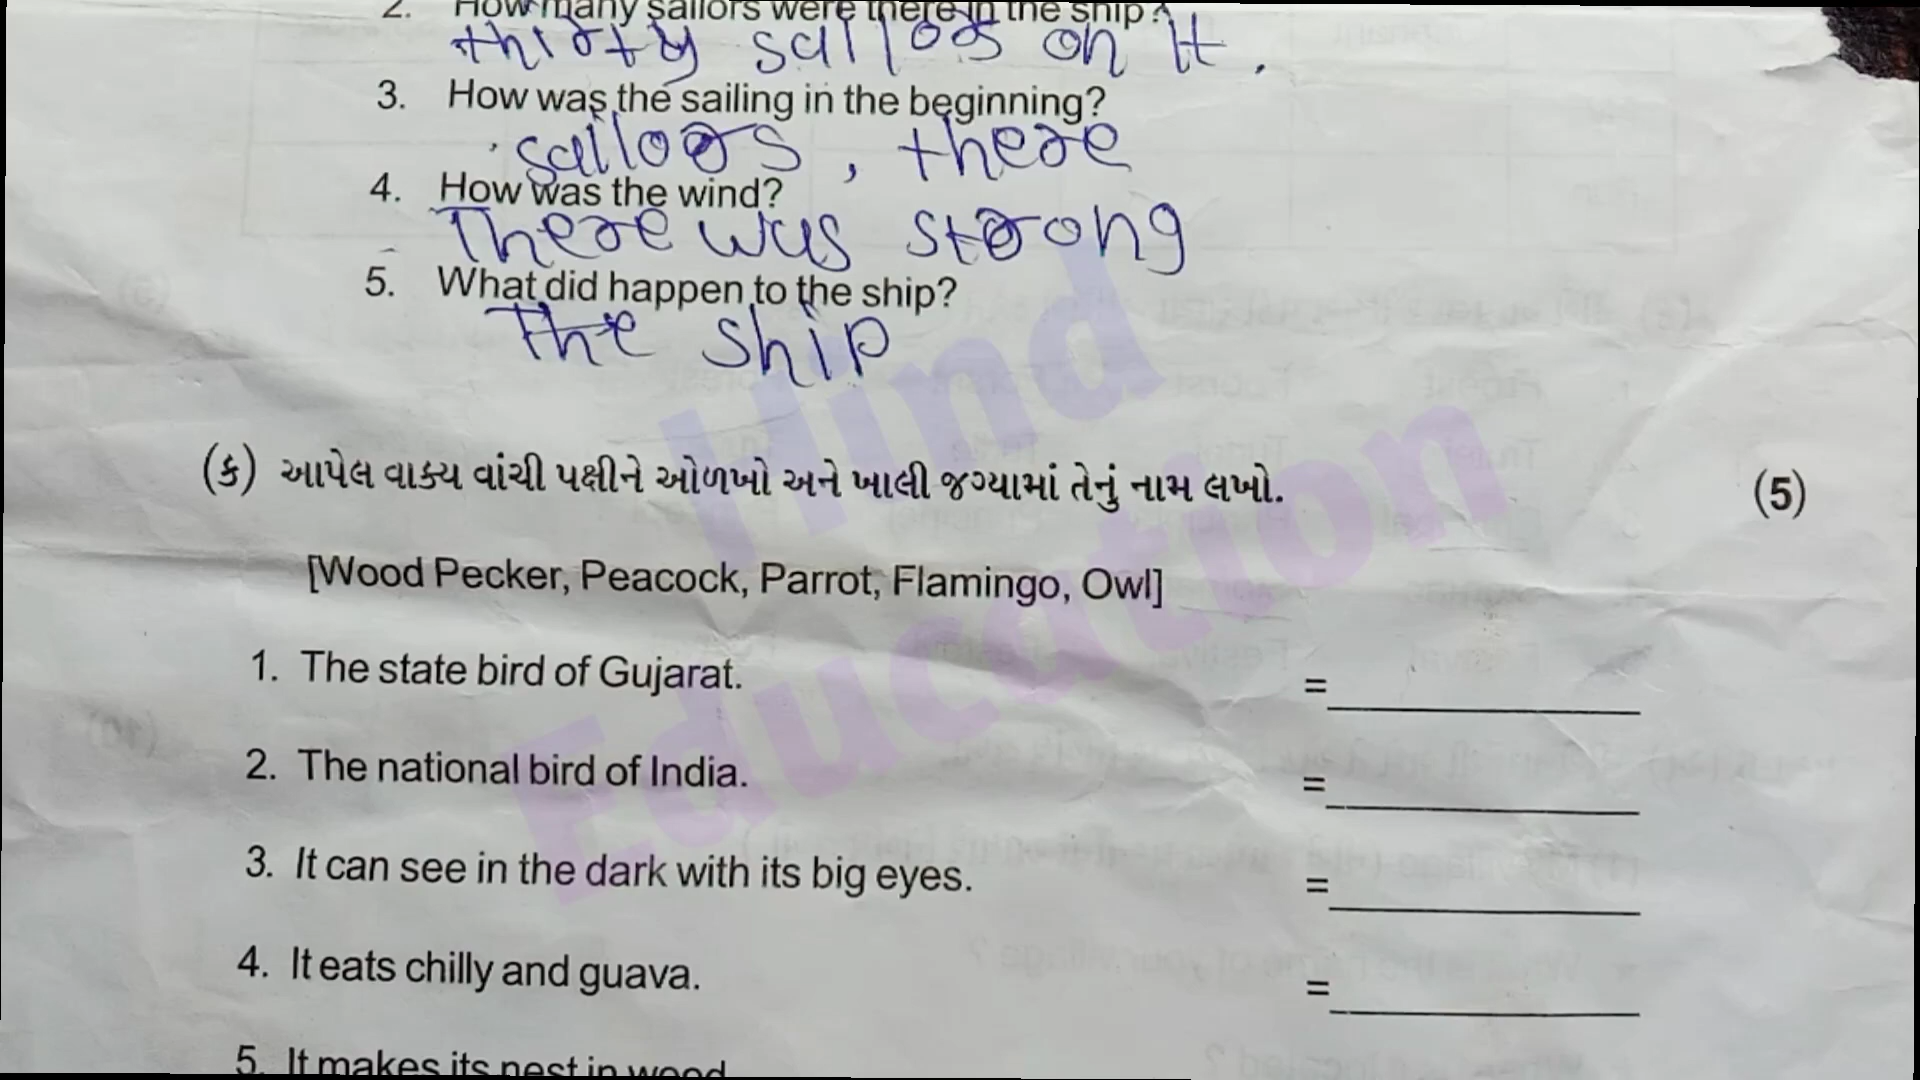 2. How many sailors were there in the ship?
thirty sailors on it.
3. How was the sailing in the beginning?
sailors, there
4. How was the wind?
There was strong
5. What did happen to the ship?
The ship
(ક) આપેલ વાક્ય વાંચી પક્ષીને ઓળખો અને ખાલી જગ્યામાં તેનું નામ લખો. (5)
[Wood Pecker, Peacock, Parrot, Flamingo, Owl]
1. The state bird of Gujarat. =
2. The national bird of India. =
3. It can see in the dark with its big eyes. =
4. It eats chilly and guava. =
5. It makes its nest in wood
Hind
Education